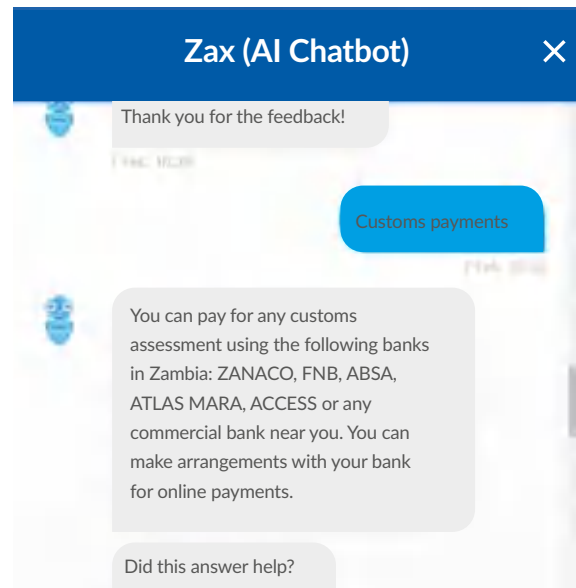 Zax (AI Chatbot)
Thank you for the feedback!
Customs payments
You can pay for any customs
assessment using the following banks
in Zambia: ZANACO, FNB, ABSA,
ATLAS MARA, ACCESS or any
commercial bank near you. You can
make arrangements with your bank
for online payments.
Did this answer help?